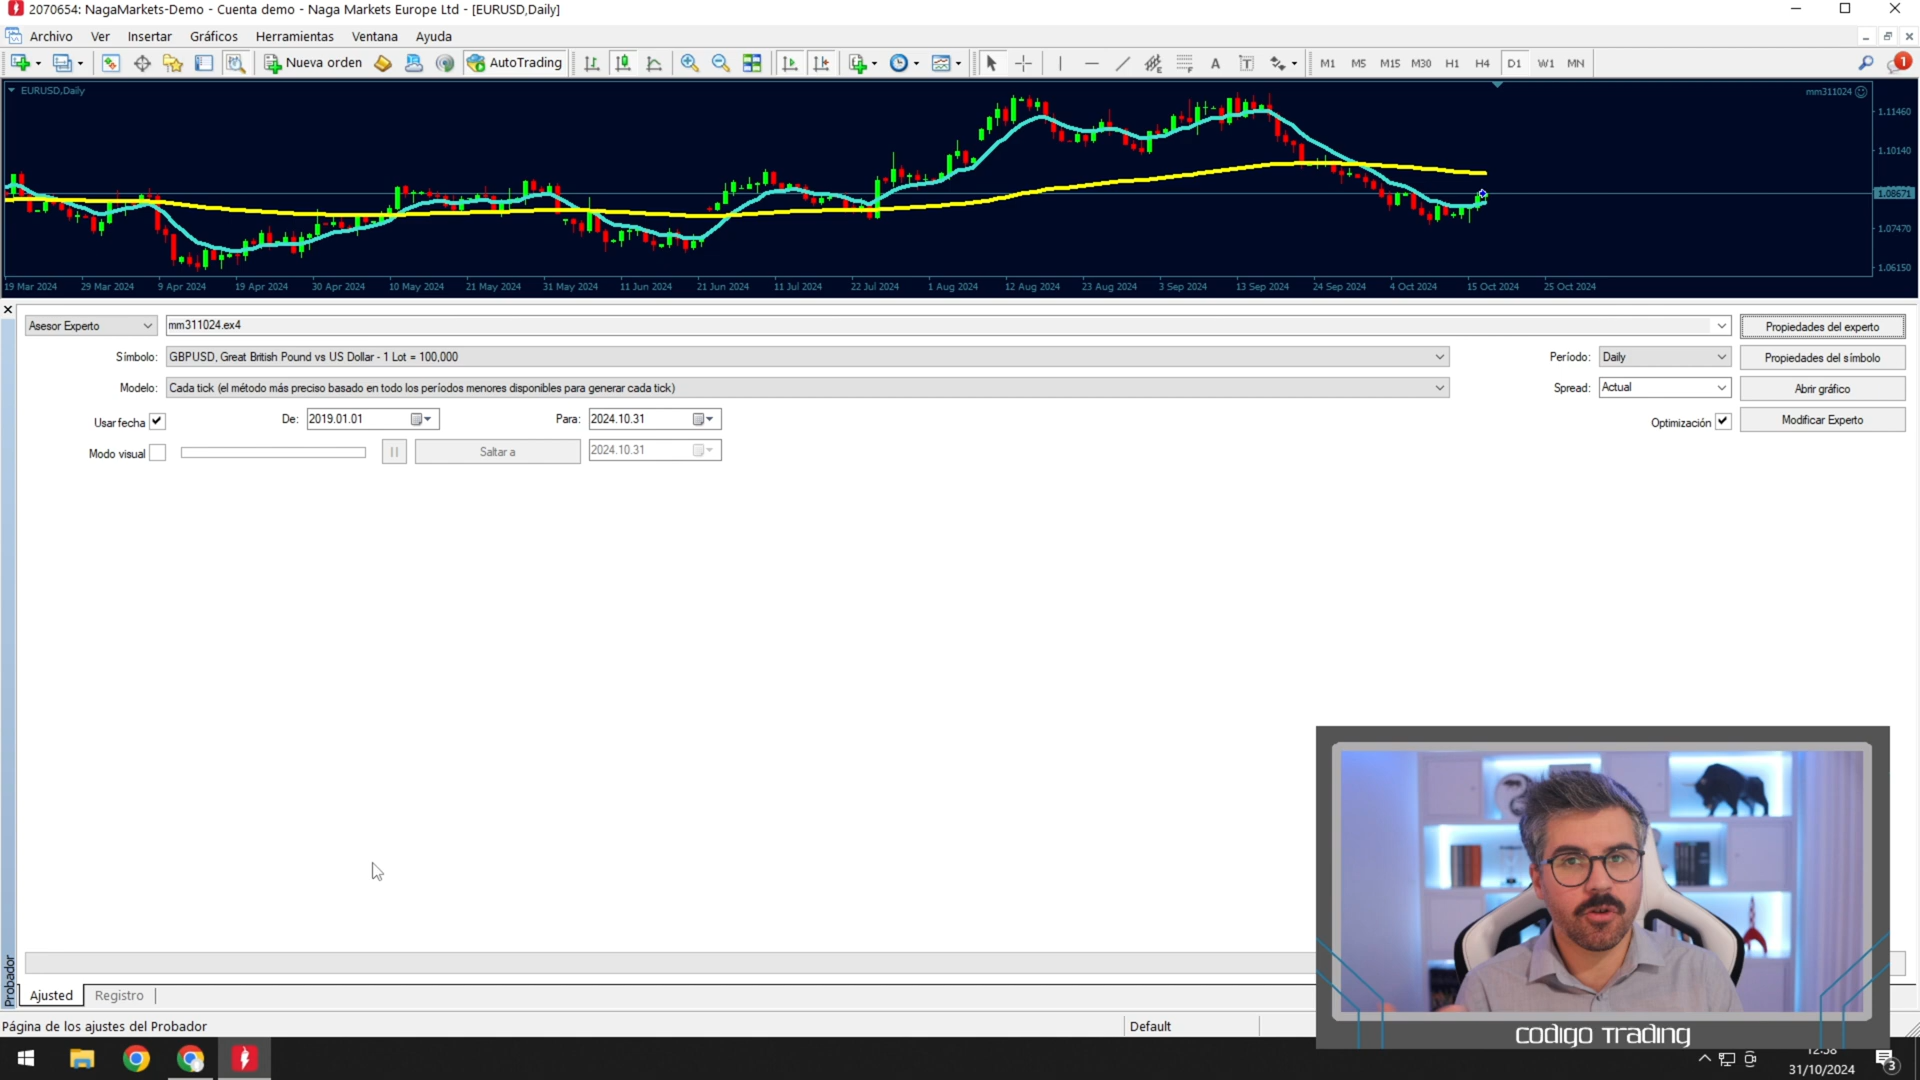 2070654: NagaMarkets-Demo - Cuenta demo - Naga Markets Europe Ltd - [EURUSD,Daily]
Archivo Ver Insertar Gráficos Herramientas Ventana Ayuda
Nueva orden AutoTrading A T M1 M5 M15 M30 H1 H4 D1 W1 MN 1
EURUSD,Daily mm311024
1.11460
1.10140
1.08671
1.07470
1.06150
19 Mar 2024 29 Mar 2024 9 Apr 2024 19 Apr 2024 30 Apr 2024 10 May 2024 21 May 2024 31 May 2024 11 Jun 2024 21 Jun 2024 11 Jul 2024 22 Jul 2024 1 Aug 2024 12 Aug 2024 23 Aug 2024 3 Sep 2024 13 Sep 2024 24 Sep 2024 4 Oct 2024 15 Oct 2024 25 Oct 2024
Asesor Experto mm311024.ex4 Propiedades del experto
Símbolo: GBPUSD, Great British Pound vs US Dollar - 1 Lot = 100,000 Período: Daily Propiedades del símbolo
Modelo: Cada tick (el método más preciso basado en todo los períodos menores disponibles para generar cada tick) Spread: Actual Abrir gráfico
Usar fecha De: 2019.01.01 Para: 2024.10.31 Optimización Modificar Experto
Modo visual Saltar a 2024.10.31
Probador
Ajusted Registro
Página de los ajustes del Probador Default
CODIGO TRADING
12:58
31/10/2024
3